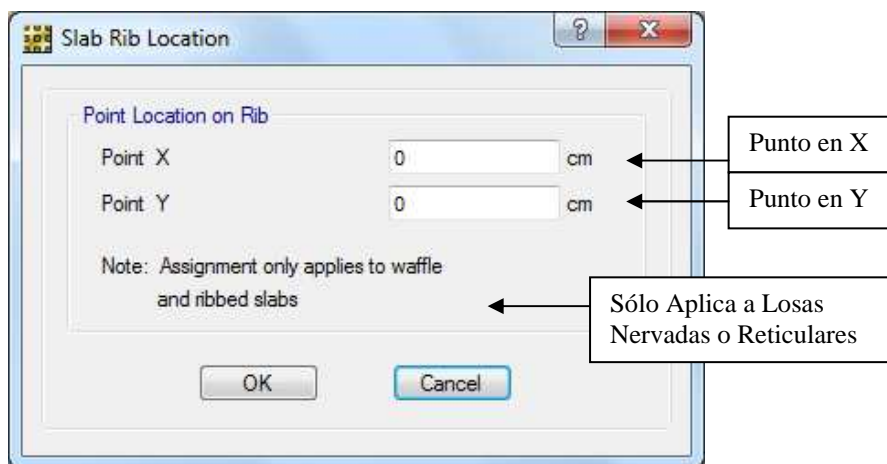 Slab Rib Location
Point Location on Rib
Point X 0 cm
Punto en X
Point Y 0 cm
Punto en Y
Note: Assignment only applies to waffle
and ribbed slabs
Sólo Aplica a Losas
Nervadas o Reticulares
OK Cancel